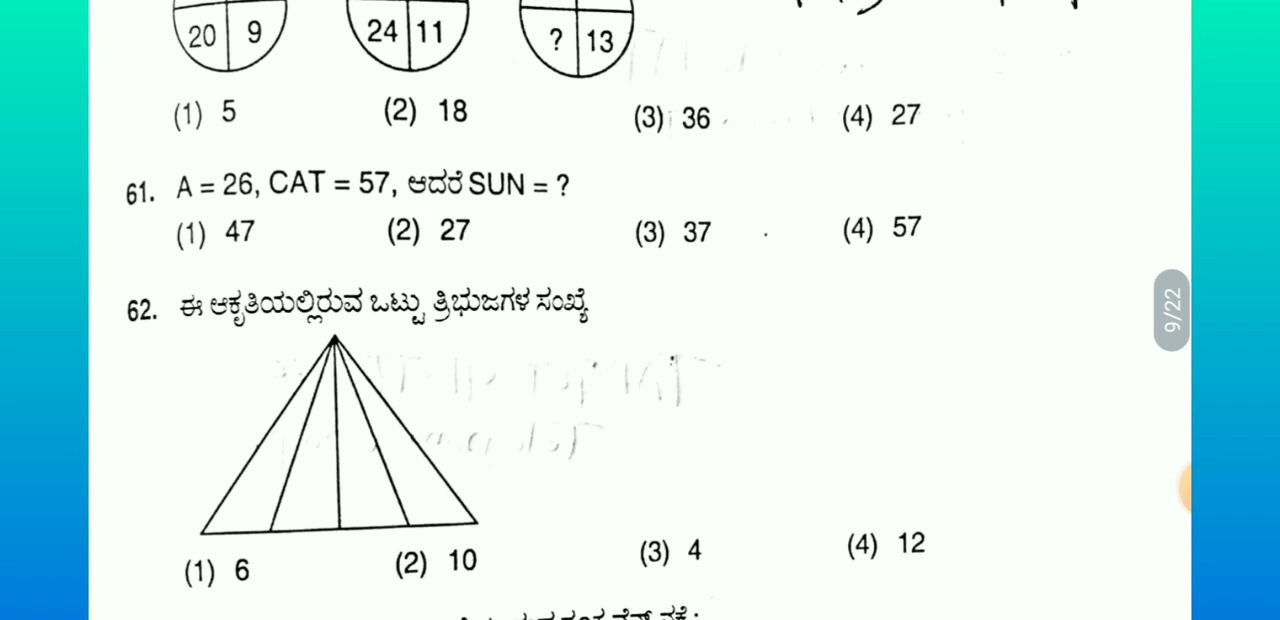 20 9 24 11 ? 13
(1) 5 (2) 18 (3) 36 (4) 27
61. A = 26, CAT = 57, ಆದರೆ SUN = ?
(1) 47 (2) 27 (3) 37 (4) 57
62. ಈ ಆಕೃತಿಯಲ್ಲಿರುವ ಒಟ್ಟು ತ್ರಿಭುಜಗಳ ಸಂಖ್ಯೆ
9/22
(1) 6 (2) 10 (3) 4 (4) 12